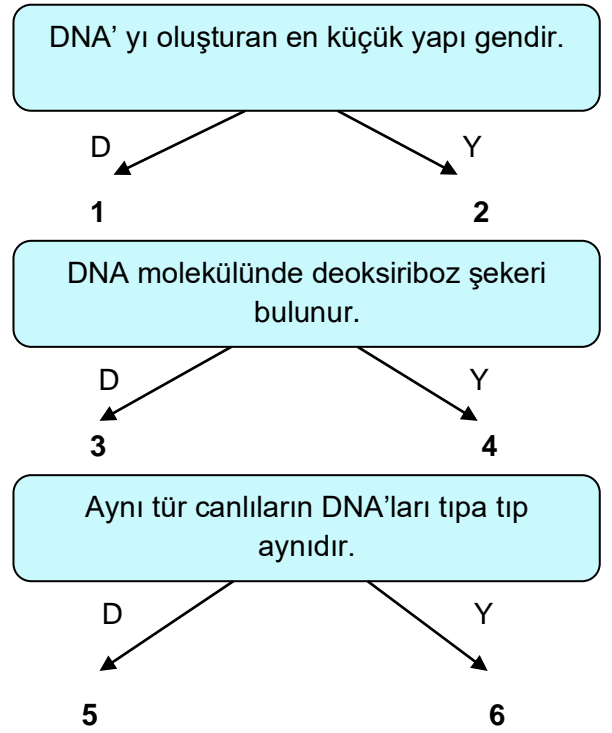 DNA’ yı oluşturan en küçük yapı gendir.
D Y
1 2
DNA molekülünde deoksiriboz şekeri
bulunur.
D Y
3 4
Aynı tür canlıların DNA’ları tıpa tıp
aynıdır.
D Y
5 6